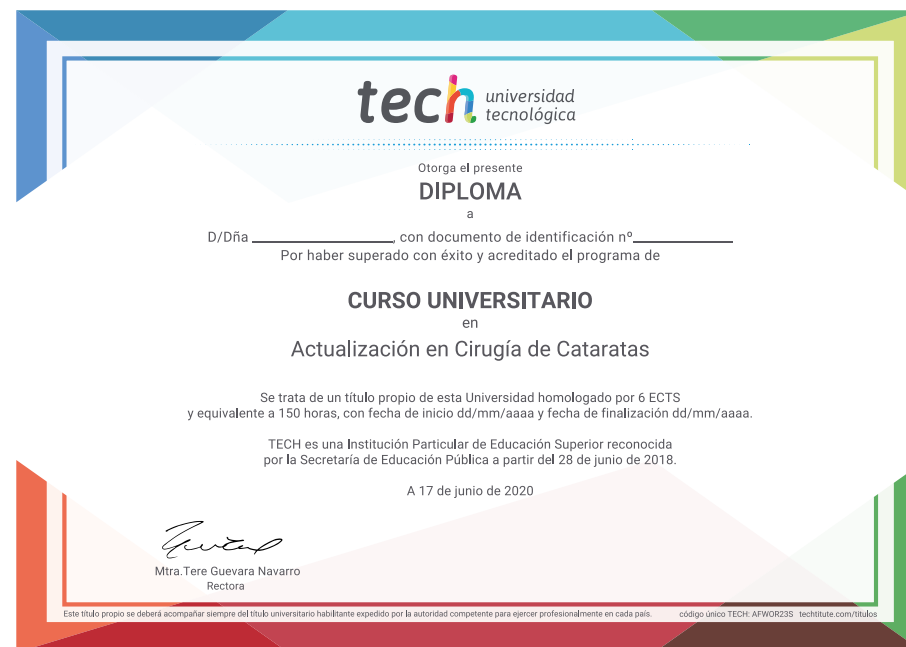 tech universidad
tecnológica
Otorga el presente
DIPLOMA
a
D/Dña ____________________, con documento de identificación nº______________
Por haber superado con éxito y acreditado el programa de
CURSO UNIVERSITARIO
en
Actualización en Cirugía de Cataratas
Se trata de un título propio de esta Universidad homologado por 6 ECTS
y equivalente a 150 horas, con fecha de inicio dd/mm/aaaa y fecha de finalización dd/mm/aaaa.
TECH es una Institución Particular de Educación Superior reconocida
por la Secretaría de Educación Pública a partir del 28 de junio de 2018.
A 17 de junio de 2020
Mtra.Tere Guevara Navarro
Rectora
Este título propio se deberá acompañar siempre del título universitario habilitante expedido por la autoridad competente para ejercer profesionalmente en cada país. código único TECH: AFWOR23S techtitute.com/títulos